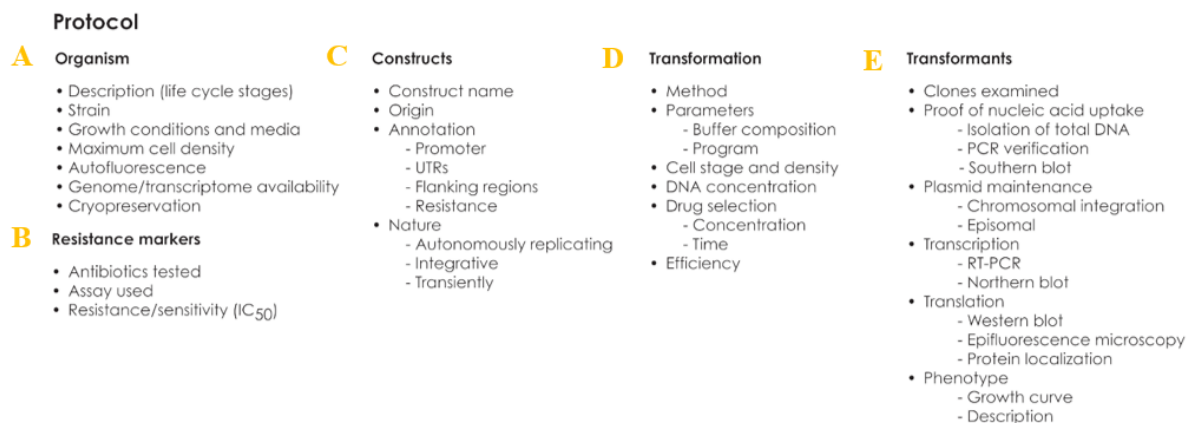 Protocol
A Organism
• Description (life cycle stages)
• Strain
• Growth conditions and media
• Maximum cell density
• Autofluorescence
• Genome/transcriptome availability
• Cryopreservation
B Resistance markers
• Antibiotics tested
• Assay used
• Resistance/sensitivity (IC50)
C Constructs
• Construct name
• Origin
• Annotation
- Promoter
- UTRs
- Flanking regions
- Resistance
• Nature
- Autonomously replicating
- Integrative
- Transiently
D Transformation
• Method
• Parameters
- Buffer composition
- Program
• Cell stage and density
• DNA concentration
• Drug selection
- Concentration
- Time
• Efficiency
E Transformants
• Clones examined
• Proof of nucleic acid uptake
- Isolation of total DNA
- PCR verification
- Southern blot
• Plasmid maintenance
- Chromosomal integration
- Episomal
• Transcription
- RT-PCR
- Northern blot
• Translation
- Western blot
- Epifluorescence microscopy
- Protein localization
• Phenotype
- Growth curve
- Description